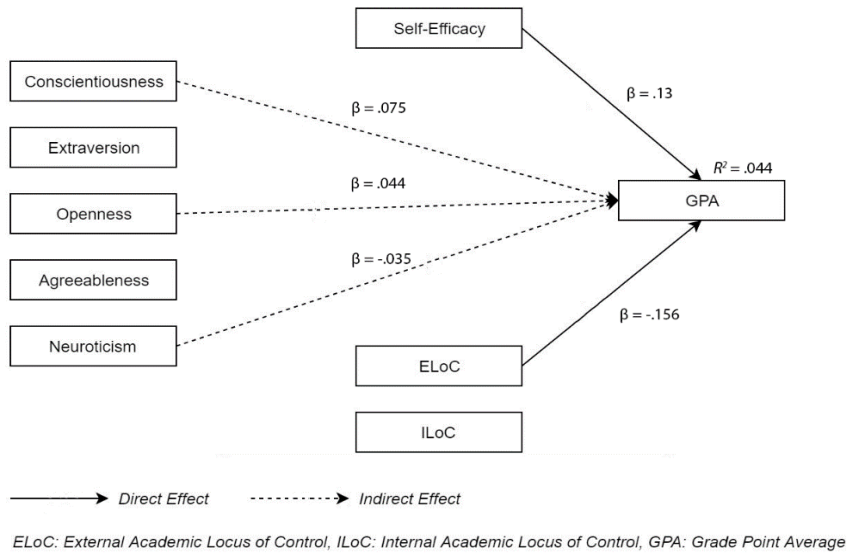 Self-Efficacy
Conscientiousness
β = .13
β = .075
Extraversion
R² = .044
β = .044
GPA
Openness
β = -.035
Agreeableness
β = -.156
Neuroticism
ELoC
ILoC
Direct Effect
Indirect Effect
ELoC: External Academic Locus of Control, ILoC: Internal Academic Locus of Control, GPA: Grade Point Average